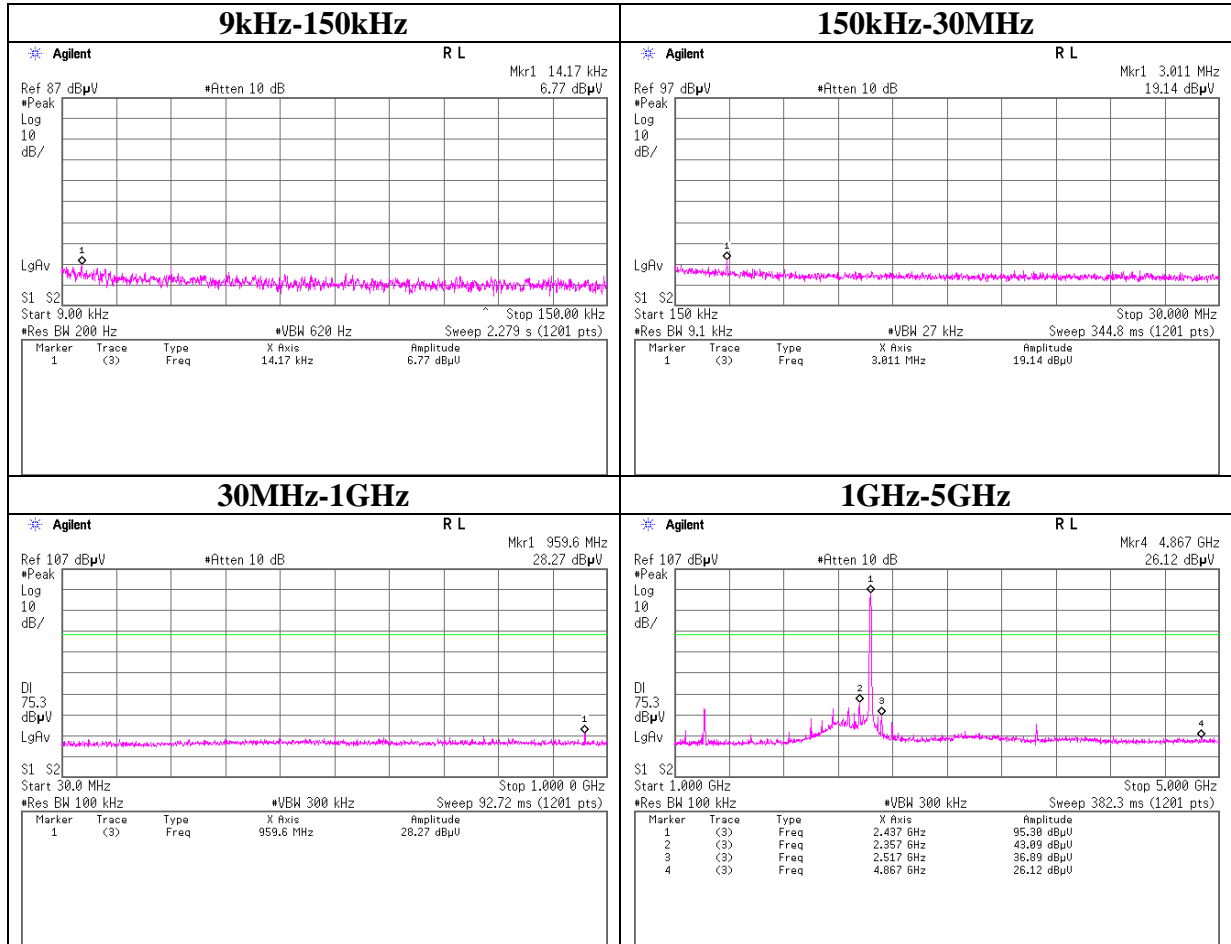 9kHz-150kHz
Agilent R L
Mkr1 14.17 kHz
Ref 87 dBµV #Atten 10 dB 6.77 dBµV
#Peak
Log
10
dB/
1
LgAv
S1 S2
Start 9.00 kHz ^ Stop 150.00 kHz
#Res BW 200 Hz #VBW 620 Hz Sweep 2.279 s (1201 pts)
Marker Trace Type X Axis Amplitude
1 (3) Freq 14.17 kHz 6.77 dBµV
150kHz-30MHz
Agilent R L
Mkr1 3.011 MHz
Ref 97 dBµV #Atten 10 dB 19.14 dBµV
#Peak
Log
10
dB/
1
LgAv
S1 S2
Start 150 kHz Stop 30.000 MHz
#Res BW 9.1 kHz #VBW 27 kHz Sweep 344.8 ms (1201 pts)
Marker Trace Type X Axis Amplitude
1 (3) Freq 3.011 MHz 19.14 dBµV
30MHz-1GHz
Agilent R L
Mkr1 959.6 MHz
Ref 107 dBµV #Atten 10 dB 28.27 dBµV
#Peak
Log
10
dB/
DI
75.3
dBµV
1
LgAv
S1 S2
Start 30.0 MHz Stop 1.000 0 GHz
#Res BW 100 kHz #VBW 300 kHz Sweep 92.72 ms (1201 pts)
Marker Trace Type X Axis Amplitude
1 (3) Freq 959.6 MHz 28.27 dBµV
1GHz-5GHz
Agilent R L
Mkr4 4.867 GHz
Ref 107 dBµV #Atten 10 dB 26.12 dBµV
#Peak
1
Log
10
dB/
DI
2
75.3
3
dBµV
4
LgAv
S1 S2
Start 1.000 GHz Stop 5.000 GHz
#Res BW 100 kHz #VBW 300 kHz Sweep 382.3 ms (1201 pts)
Marker Trace Type X Axis Amplitude
1 (3) Freq 2.437 GHz 95.30 dBµV
2 (3) Freq 2.357 GHz 43.09 dBµV
3 (3) Freq 2.517 GHz 36.89 dBµV
4 (3) Freq 4.867 GHz 26.12 dBµV